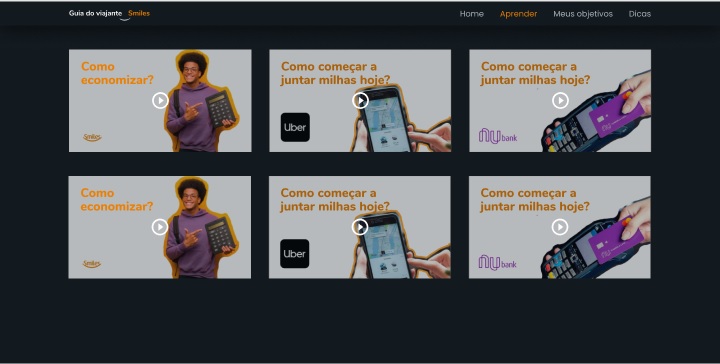 Guia do viajante Smiles
Home Aprender Meus objetivos Dicas
Como
economizar?
Smiles
Como começar a
juntar milhas hoje?
Uber
Como começar a
juntar milhas hoje?
nu bank
Como
economizar?
Smiles
Como começar a
juntar milhas hoje?
Uber
Como começar a
juntar milhas hoje?
nu bank